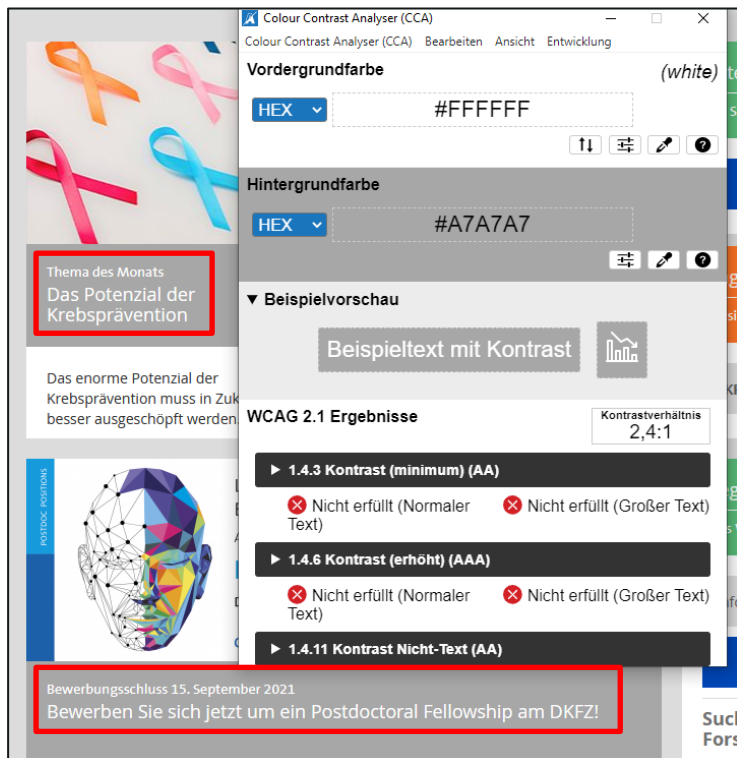 Colour Contrast Analyser (CCA)
Colour Contrast Analyser (CCA) Bearbeiten Ansicht Entwicklung
Vordergrundfarbe (white)
HEX #FFFFFF
Hintergrundfarbe
HEX #A7A7A7
▼ Beispielvorschau
Beispieltext mit Kontrast
WCAG 2.1 Ergebnisse
Kontrastverhältnis
2,4:1
▶ 1.4.3 Kontrast (minimum) (AA)
Nicht erfüllt (Normaler Text)
Nicht erfüllt (Großer Text)
▶ 1.4.6 Kontrast (erhöht) (AAA)
Nicht erfüllt (Normaler Text)
Nicht erfüllt (Großer Text)
▶ 1.4.11 Kontrast Nicht-Text (AA)
Thema des Monats
Das Potenzial der
Krebsprävention
Das enorme Potenzial der
Krebsprävention muss in Zuk
besser ausgeschöpft werden.
POSTDOC POSITIONS
Bewerbungsschluss 15. September 2021
Bewerben Sie sich jetzt um ein Postdoctoral Fellowship am DKFZ!
Such
Fors